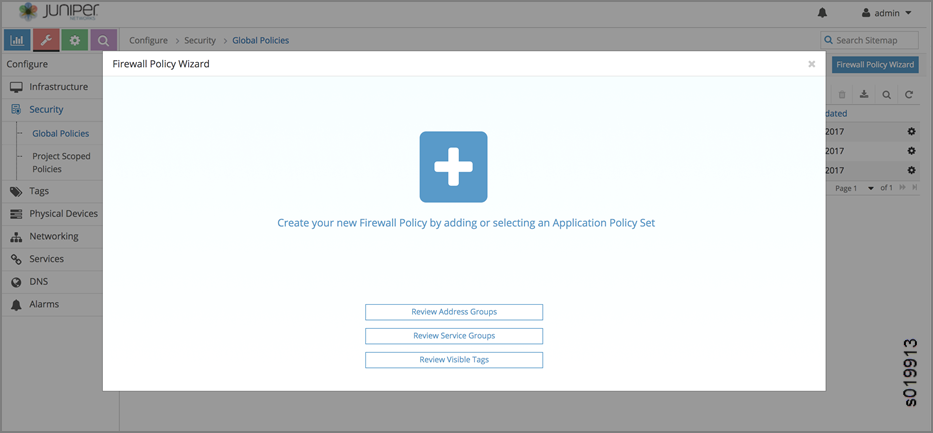 JUNIPER
NETWORKS
admin
Configure > Security > Global Policies
Search Sitemap
Configure
Firewall Policy Wizard
Firewall Policy Wizard
Infrastructure
Security
Global Policies
Project Scoped
Policies
Tags
Physical Devices
Networking
Services
DNS
Alarms
dated
2017
2017
2017
Page 1 of 1
Create your new Firewall Policy by adding or selecting an Application Policy Set
Review Address Groups
Review Service Groups
Review Visible Tags
s019913